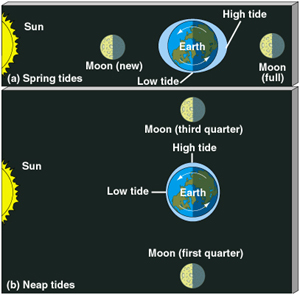 Sun
High tide
Earth
Moon (new)
Moon
(full)
Low tide
(a) Spring tides
Moon (third quarter)
High tide
Sun
Low tide
Earth
Moon (first quarter)
(b) Neap tides